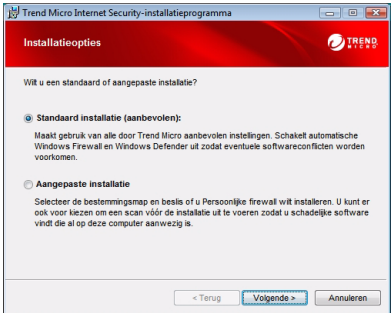 Trend Micro Internet Security-installatieprogramma
Installatieopties
TREND
MICRO
Wilt u een standaard of aangepaste installatie?
Standaard installatie (aanbevolen):
Maakt gebruik van alle door Trend Micro aanbevolen instellingen. Schakelt automatische
Windows Firewall en Windows Defender uit zodat eventuele softwareconflicten worden
voorkomen.
Aangepaste installatie
Selecteer de bestemmingsmap en beslis of u Persoonlijke firewall wilt installeren. U kunt er
ook voor kiezen om een scan vóór de installatie uit te voeren zodat u schadelijke software
vindt die al op deze computer aanwezig is.
< Terug
Volgende >
Annuleren